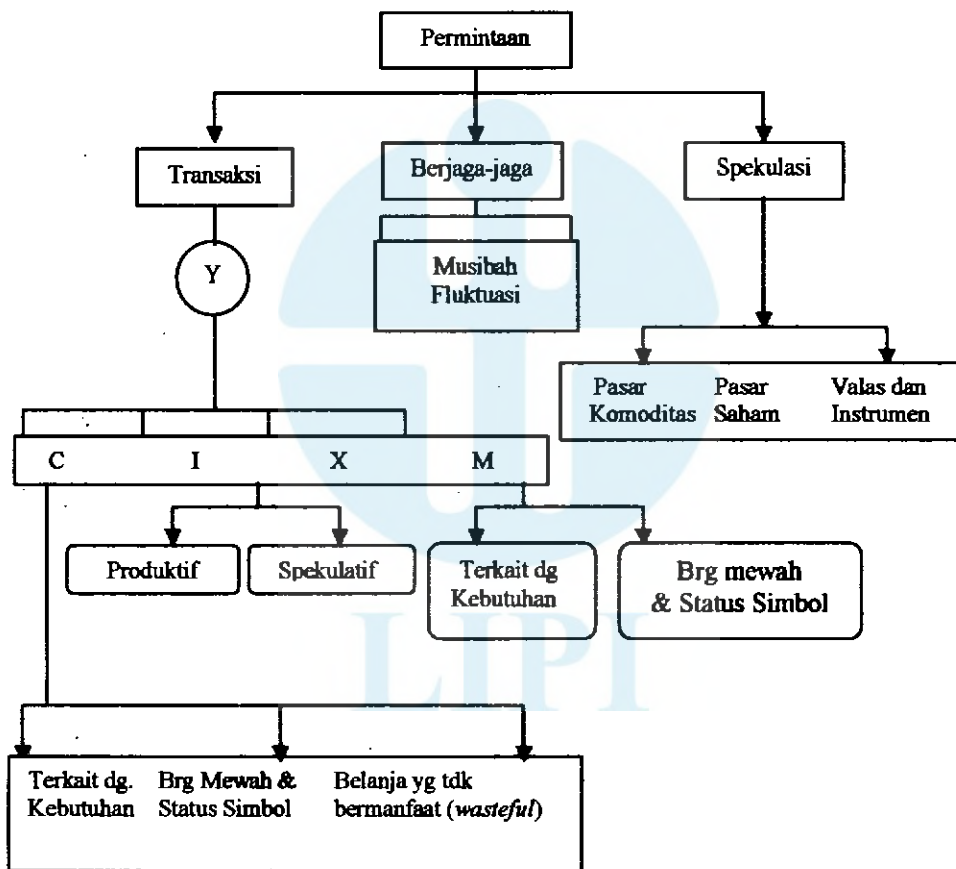 Permintaan
Transaksi
Berjaga-jaga
Spekulasi
Y
Musibah
Fluktuasi
Pasar Komoditas
Pasar Saham
Valas dan Instrumen
C I X M
Produktif
Spekulatif
Terkait dg
Kebutuhan
Brg mewah
& Status Simbol
LIPI
Terkait dg.
Kebutuhan
Brg Mewah &
Status Simbol
Belanja yg tdk
bermanfaat (wasteful)